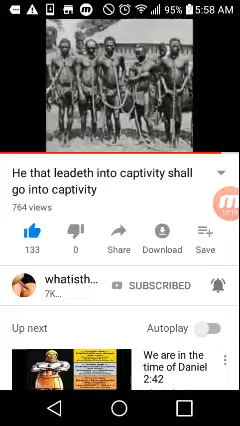 95% 5:58 AM
He that leadeth into captivity shall
go into captivity
764 views
133
0
Share
Download
Save
whatisth...
7K...
SUBSCRIBED
Up next
Autoplay
We are in the
time of Daniel
2:42